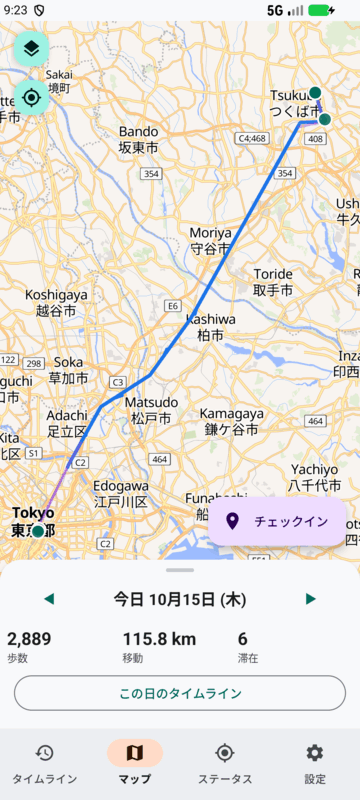 9:23
5G
Sakai
境町
Tsuku
つくば市
Bando
坂東市
C4;468
408
354
354
Ush
牛久
Moriya
守谷市
Toride
取手市
Koshigaya
越谷市
E6
Kashiwa
柏市
122
298
Soka
草加市
C3
Inza
印西
Adachi
足立区
Matsudo
松戸市
Kamagaya
鎌ケ谷市
464
Kita
北区
S1
C2
464
Yachiyo
八千代市
Edogawa
江戸川区
Funabashi
船
Tokyo
東京都
C2
チェックイン
今日 10月15日 (木)
2,889
115.8 km
6
歩数
移動
滞在
この日のタイムライン
タイムライン
マップ
ステータス
設定